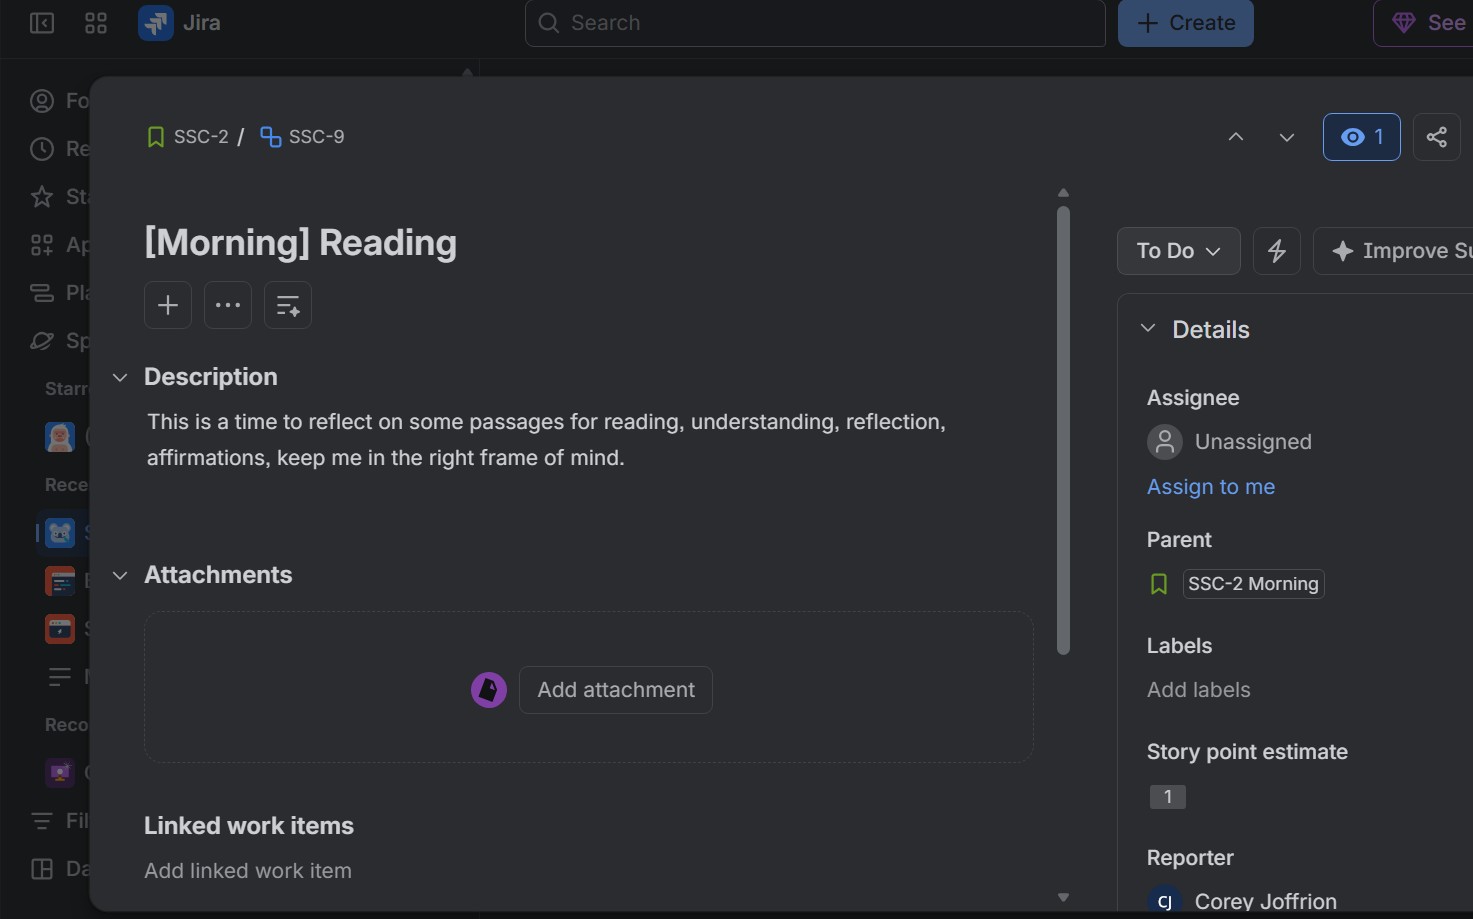 Jira
Search
Create
See
SSC-2 / SSC-9
1
[Morning] Reading
To Do
Improve
Description
This is a time to reflect on some passages for reading, understanding, reflection,
affirmations, keep me in the right frame of mind.
Attachments
Add attachment
Linked work items
Add linked work item
Details
Assignee
Unassigned
Assign to me
Parent
SSC-2 Morning
Labels
Add labels
Story point estimate
1
Reporter
CJ Corey Joffrion